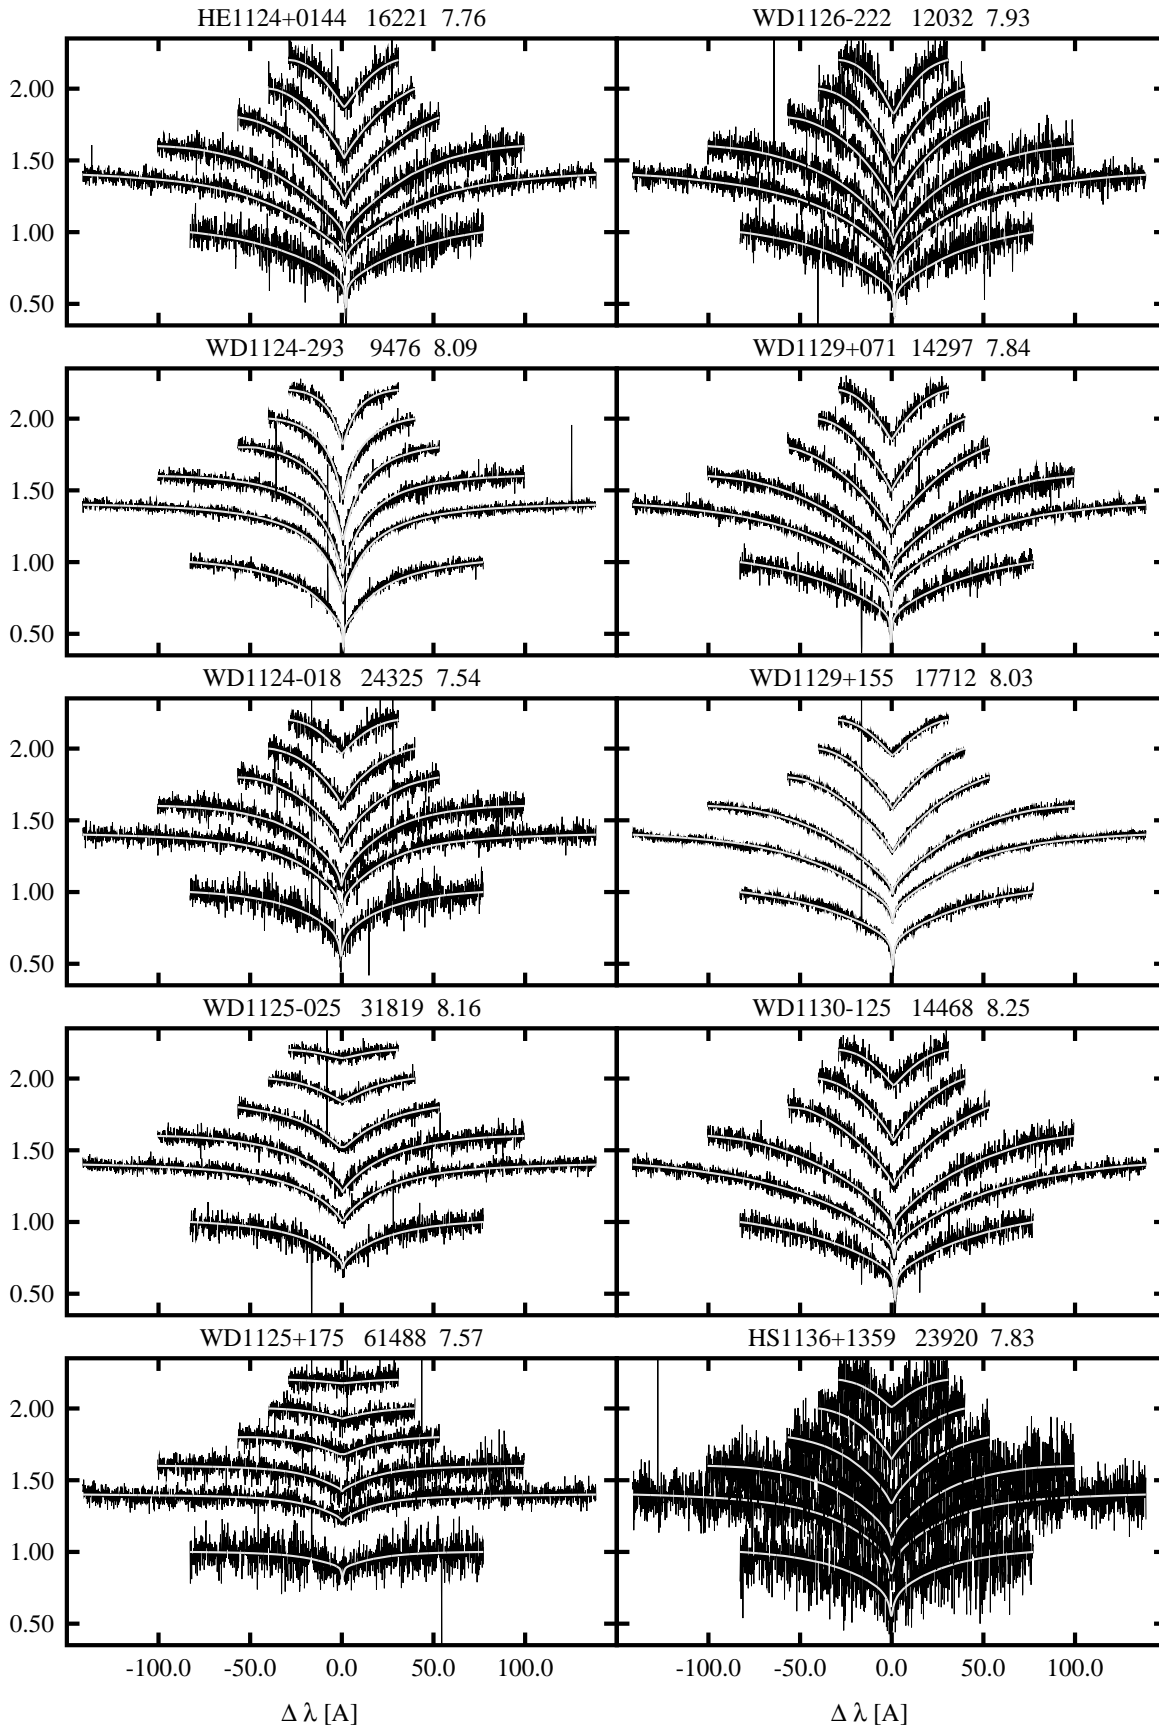 HE1124+0144 16221 7.76
WD1126-222 12032 7.93
2.00
1.50
1.00
0.50
WD1124-293 9476 8.09
WD1129+071 14297 7.84
2.00
1.50
1.00
0.50
WD1124-018 24325 7.54
WD1129+155 17712 8.03
2.00
1.50
1.00
0.50
WD1125-025 31819 8.16
WD1130-125 14468 8.25
2.00
1.50
1.00
0.50
WD1125+175 61488 7.57
HS1136+1359 23920 7.83
2.00
1.50
1.00
0.50
-100.0 -50.0 0.0 50.0 100.0
-100.0 -50.0 0.0 50.0 100.0
Δ λ [A]
Δ λ [A]